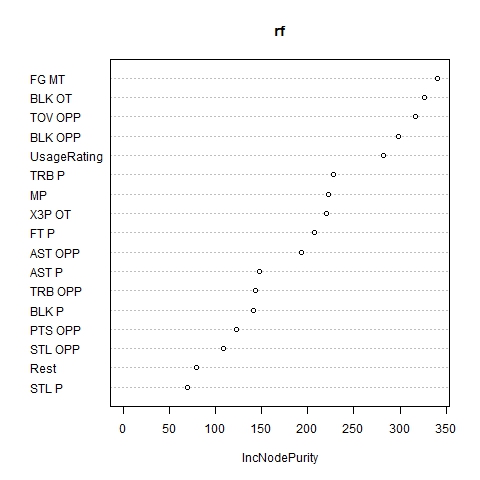 rf
FG MT
BLK OT
TOV OPP
BLK OPP
UsageRating
TRB P
MP
X3P OT
FT P
AST OPP
AST P
TRB OPP
BLK P
PTS OPP
STL OPP
Rest
STL P
0 50 100 150 200 250 300 350
IncNodePurity